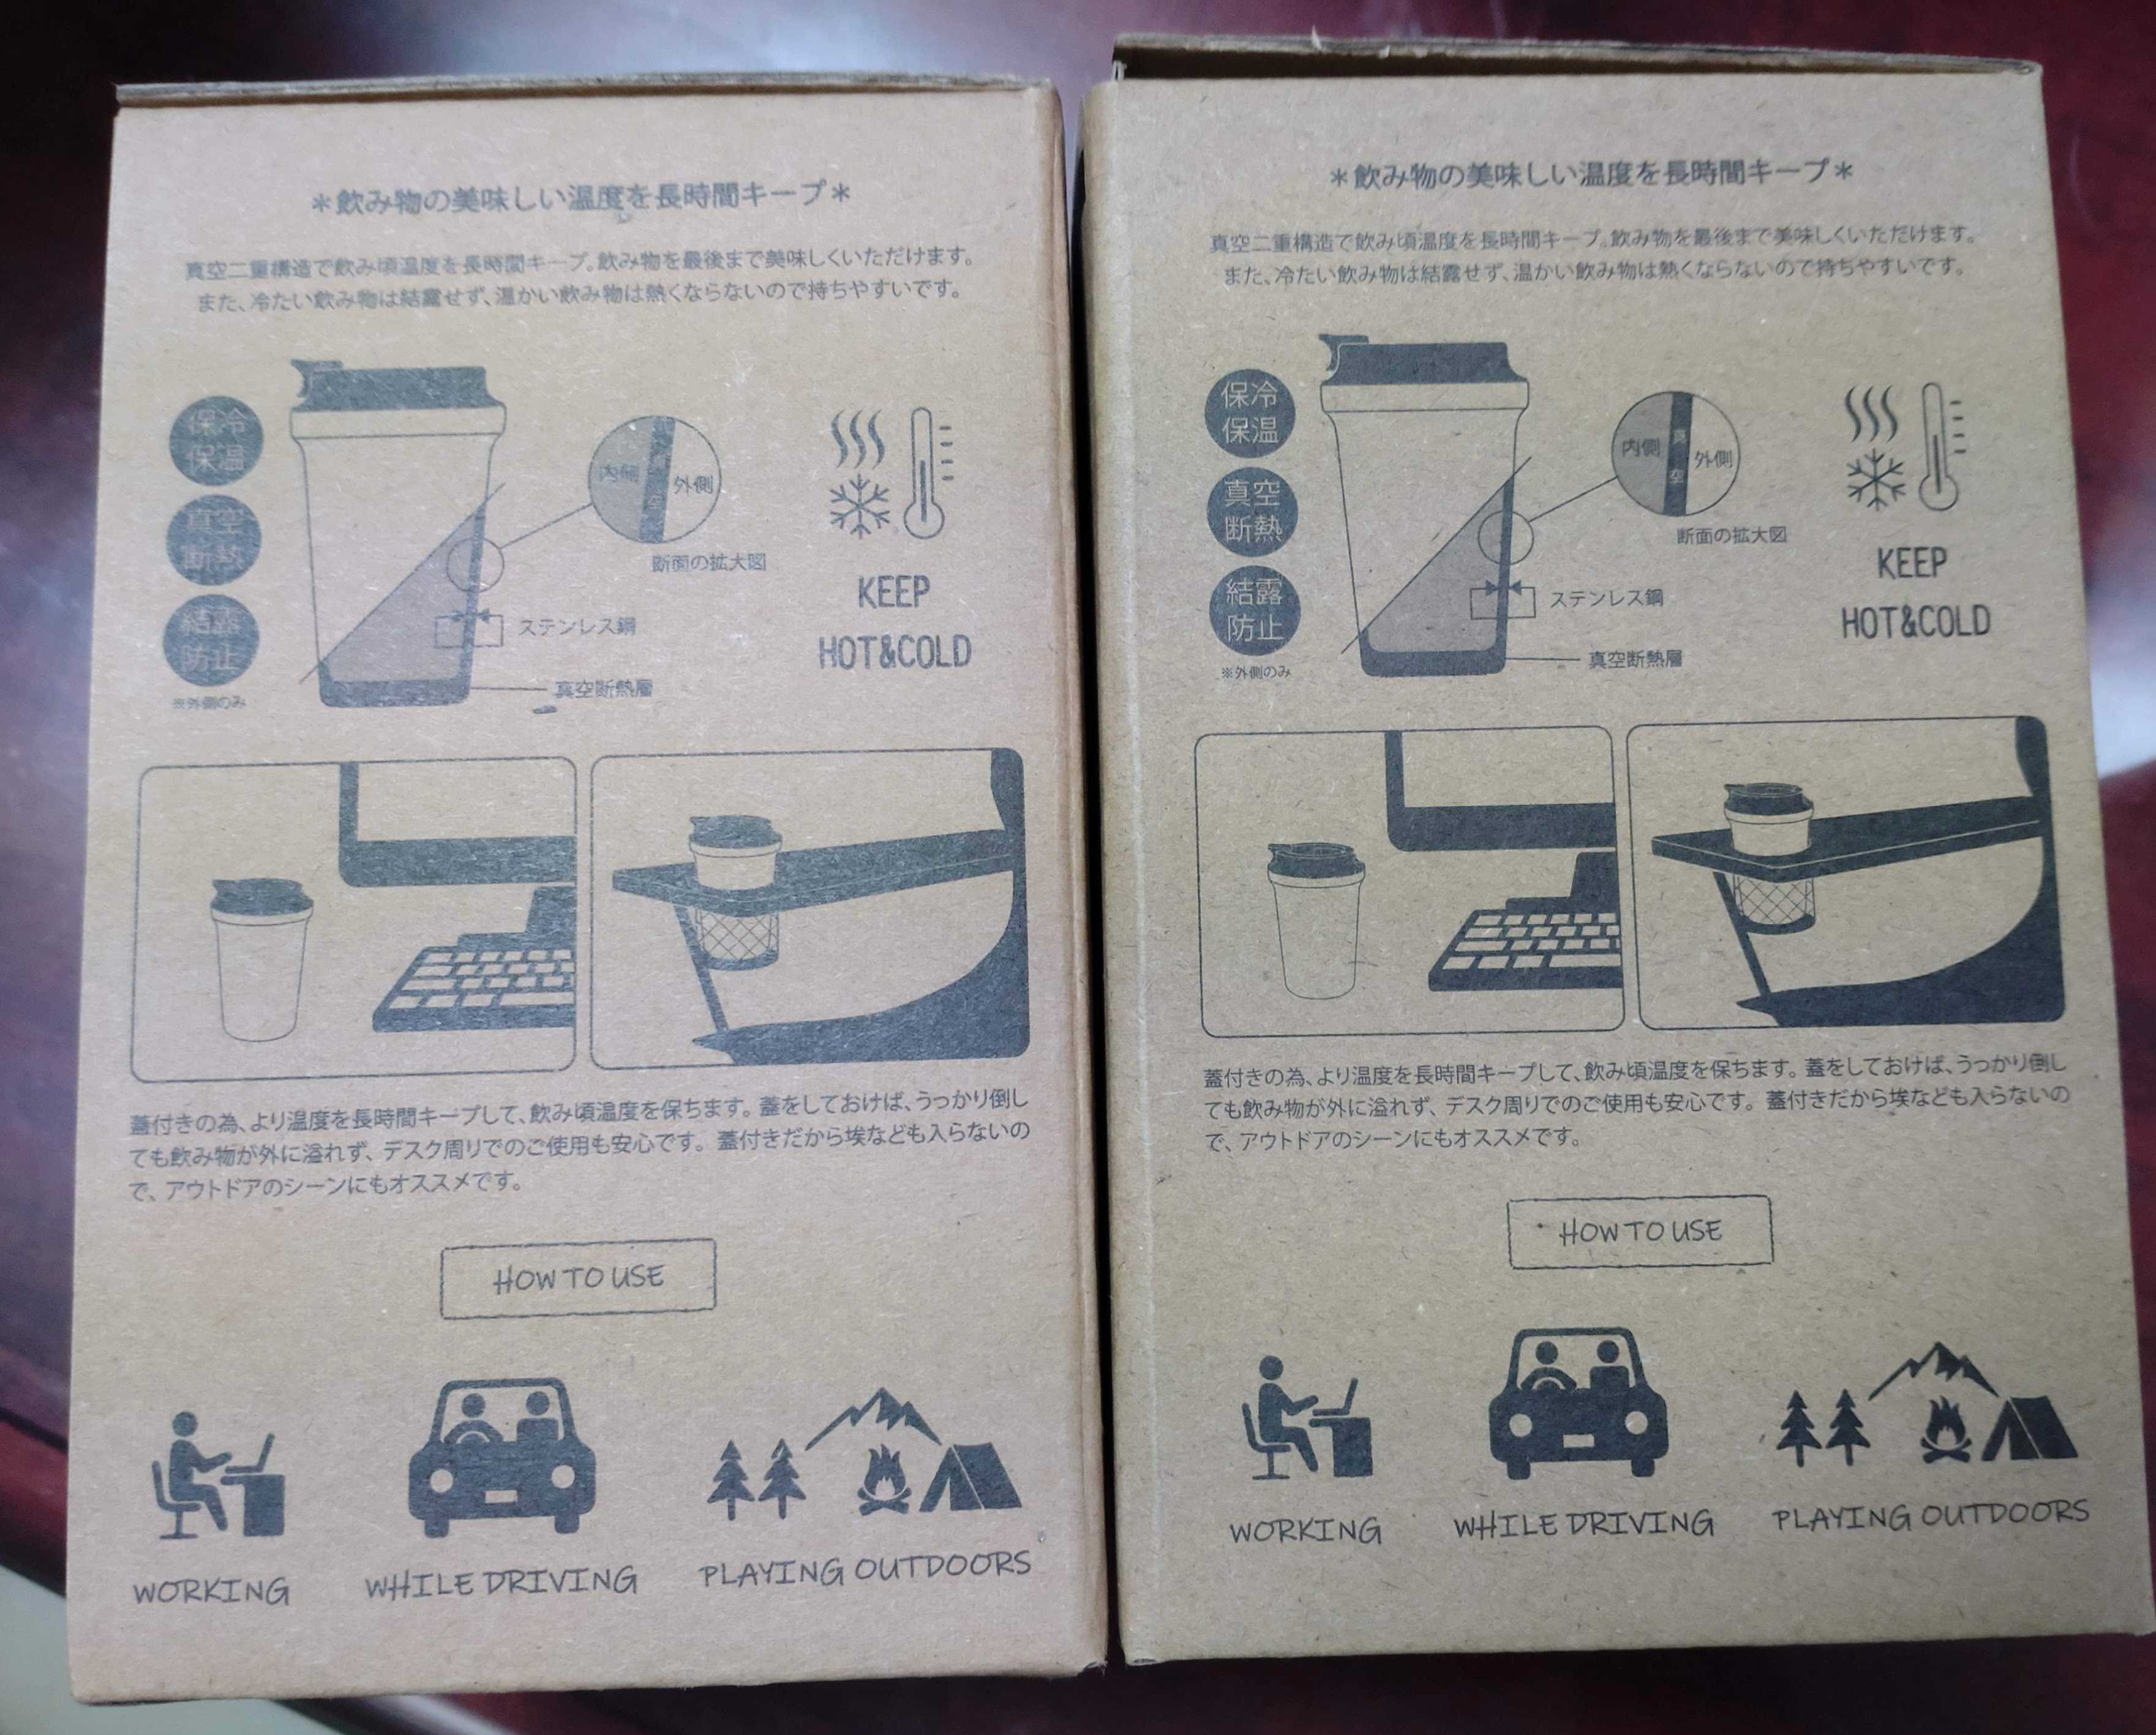 ＊飲み物の美味しい温度を長時間キープ＊
真空二重構造で飲み頃温度を長時間キープ。飲み物を最後まで美味しくいただけます。
また、冷たい飲み物は結露せず、温かい飲み物は熱くならないので持ちやすいです。
保冷
保温
真空
断熱
結露
防止
※外側のみ
内側
真空
外側
断面の拡大図
ステンレス鋼
真空断熱層
KEEP
HOT&COLD
蓋付きの為、より温度を長時間キープして、飲み頃温度を保ちます。蓋をしておけば、うっかり倒し
ても飲み物が外に溢れず、デスク周りでのご使用も安心です。蓋付きだから埃なども入らないの
で、アウトドアのシーンにもオススメです。
HOW TO USE
WORKING
WHILE DRIVING
PLAYING OUTDOORS
＊飲み物の美味しい温度を長時間キープ＊
真空二重構造で飲み頃温度を長時間キープ。飲み物を最後まで美味しくいただけます。
また、冷たい飲み物は結露せず、温かい飲み物は熱くならないので持ちやすいです。
保冷
保温
真空
断熱
結露
防止
※外側のみ
内側
真空
外側
断面の拡大図
ステンレス鋼
真空断熱層
KEEP
HOT&COLD
蓋付きの為、より温度を長時間キープして、飲み頃温度を保ちます。蓋をしておけば、うっかり倒し
ても飲み物が外に溢れず、デスク周りでのご使用も安心です。蓋付きだから埃なども入らないの
で、アウトドアのシーンにもオススメです。
HOW TO USE
WORKING
WHILE DRIVING
PLAYING OUTDOORS